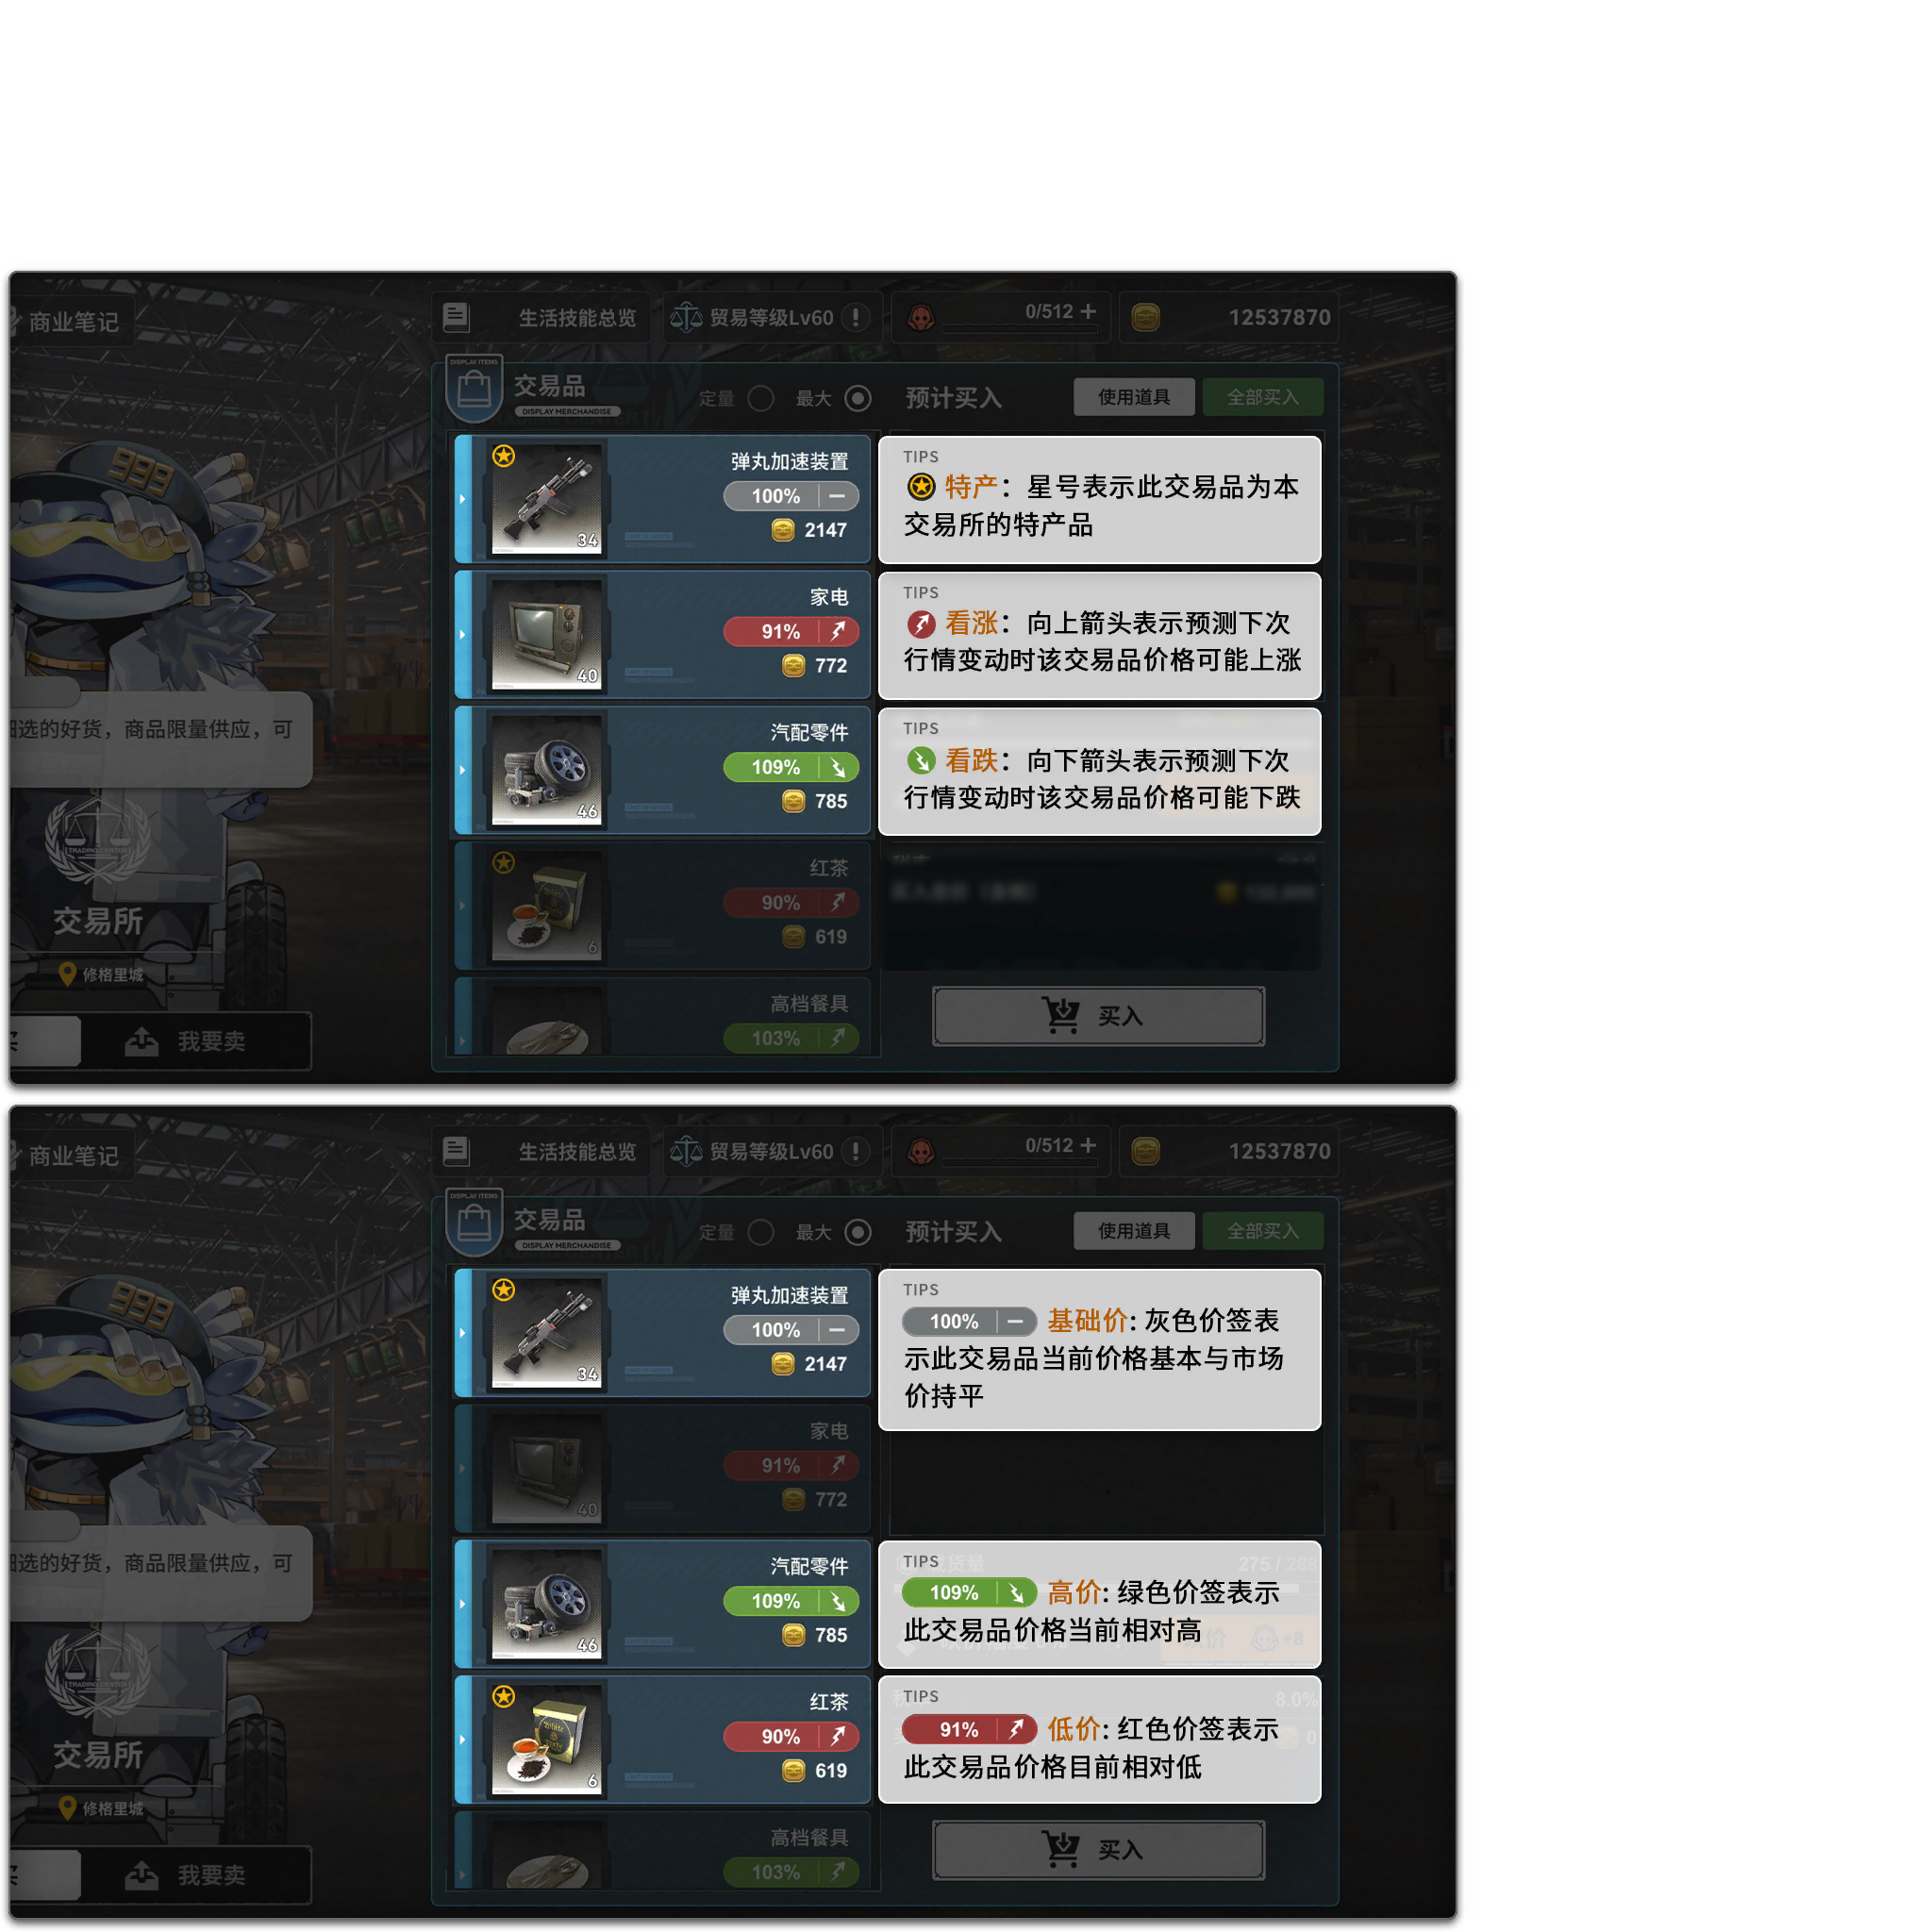 商业笔记
生活技能总览
贸易等级Lv60
0/512
12537870
DISPLAY ITEMS
交易品
DISPLAY MERCHANDISE
定量
最大
预计买入
使用道具
全部买入
弹丸加速装置
100%
2147
34
TIPS
特产：星号表示此交易品为本
交易所的特产品
家电
91%
772
40
TIPS
看涨：向上箭头表示预测下次
行情变动时该交易品价格可能上涨
汽配零件
109%
785
46
TIPS
看跌：向下箭头表示预测下次
行情变动时该交易品价格可能下跌
红茶
90%
619
6
高档餐具
103%
买入
999
选的好货，商品限量供应，可
TRADING CENTER
交易所
修格里城
我要卖
商业笔记
生活技能总览
贸易等级Lv60
0/512
12537870
DISPLAY ITEMS
交易品
DISPLAY MERCHANDISE
定量
最大
预计买入
使用道具
全部买入
弹丸加速装置
100%
2147
34
TIPS
100% 基础价: 灰色价签表
示此交易品当前价格基本与市场
价持平
家电
91%
772
40
汽配零件
109%
785
46
TIPS
275 /
109% 高价: 绿色价签表示
此交易品价格当前相对高
+8
红茶
90%
619
6
TIPS
8.0%
91% 低价: 红色价签表示
此交易品价格目前相对低
0
高档餐具
103%
买入
999
选的好货，商品限量供应，可
TRADING CENTER
交易所
修格里城
我要卖